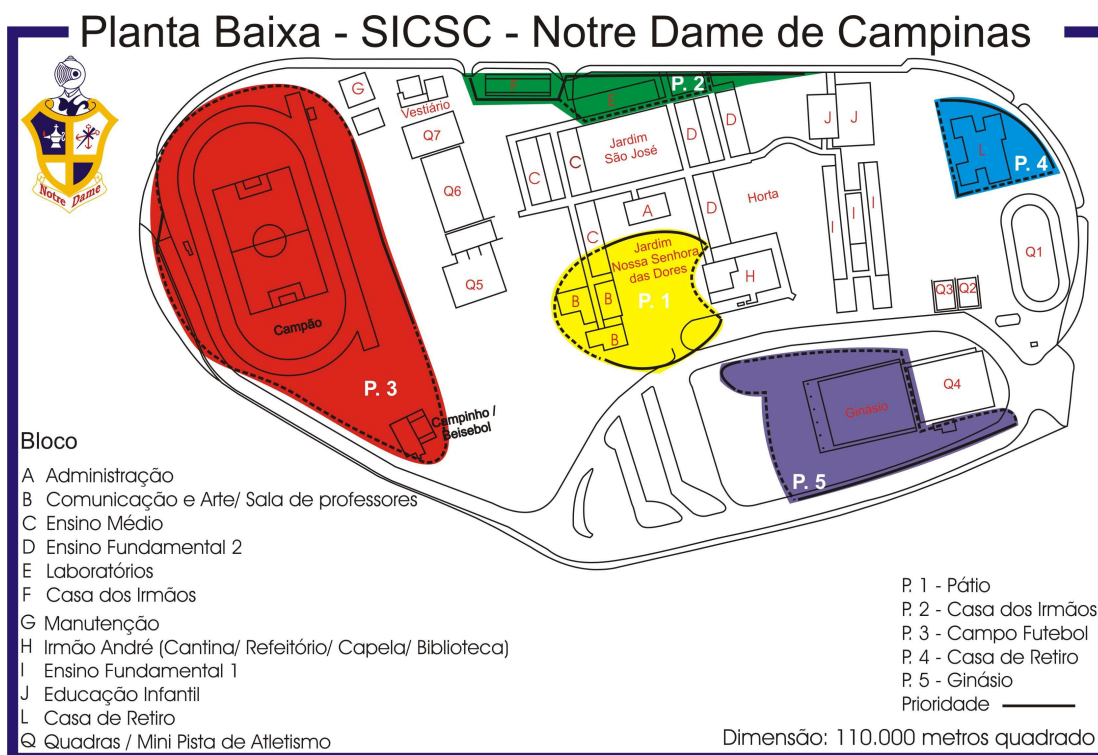 Planta Baixa - SICSC - Notre Dame de Campinas
Notre Dame
G
Vestiário
Q7
Q6
Q5
F
F
P. 2
C
C
Jardim
São José
D
D
J
J
L
P. 4
A
D
Horta
C
I
I
I
Q1
Jardim
Nossa Senhora
das Dores
P. 1
B
B
B
H
Q3
Q2
Campão
P. 3
Campinho /
Beisebol
Ginásio
Q4
P. 5
Bloco
A Administração
B Comunicação e Arte/ Sala de professores
C Ensino Médio
D Ensino Fundamental 2
E Laboratórios
F Casa dos Irmãos
G Manutenção
H Irmão André (Cantina/ Refeitório/ Capela/ Biblioteca)
I Ensino Fundamental 1
J Educação Infantil
L Casa de Retiro
Q Quadras / Mini Pista de Atletismo
P. 1 - Pátio
P. 2 - Casa dos Irmãos
P. 3 - Campo Futebol
P. 4 - Casa de Retiro
P. 5 - Ginásio
Prioridade
Dimensão: 110.000 metros quadrado